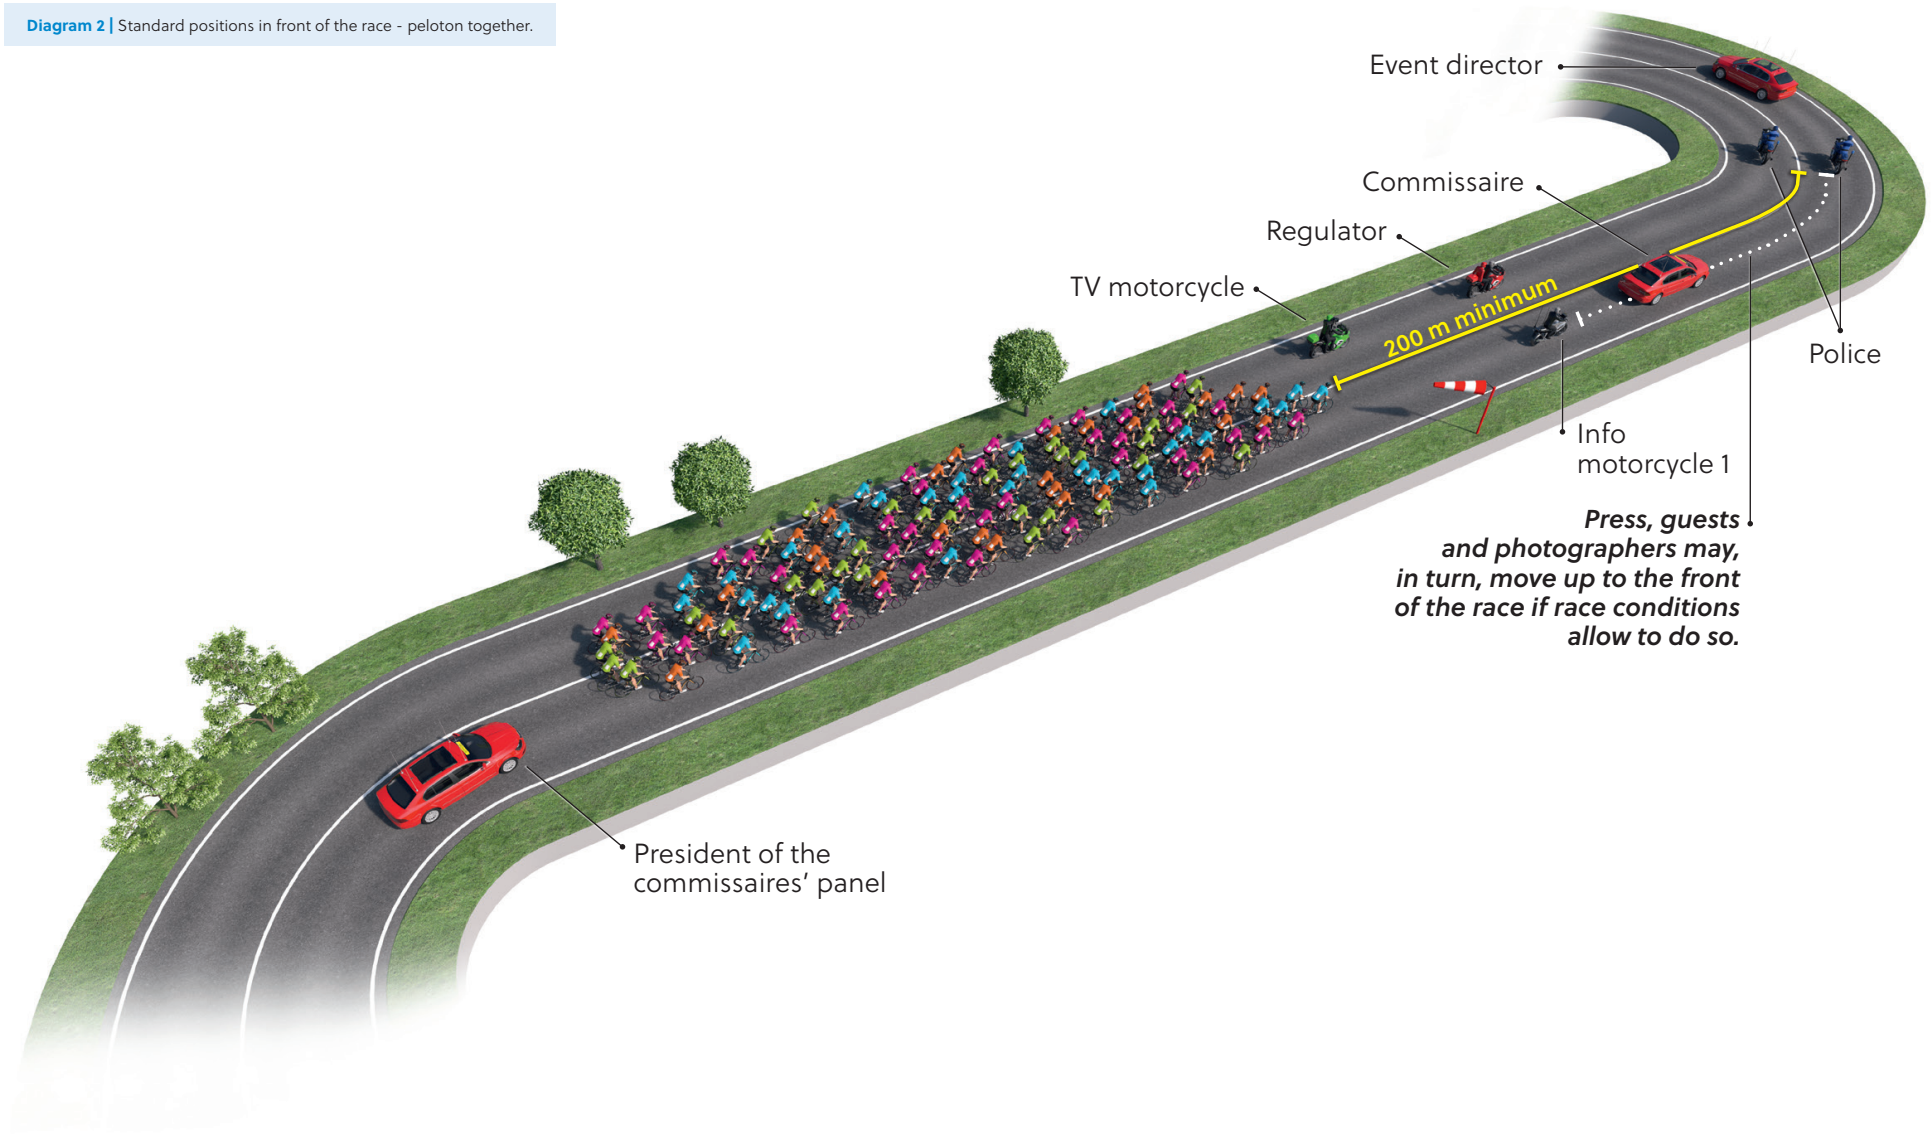 Diagram 2 | Standard positions in front of the race - peloton together.
Event director
Commissaire
Regulator
TV motorcycle
200 m minimum
Police
Info
motorcycle 1
Press, guests
and photographers may,
in turn, move up to the front
of the race if race conditions
allow to do so.
President of the
commissaires’ panel